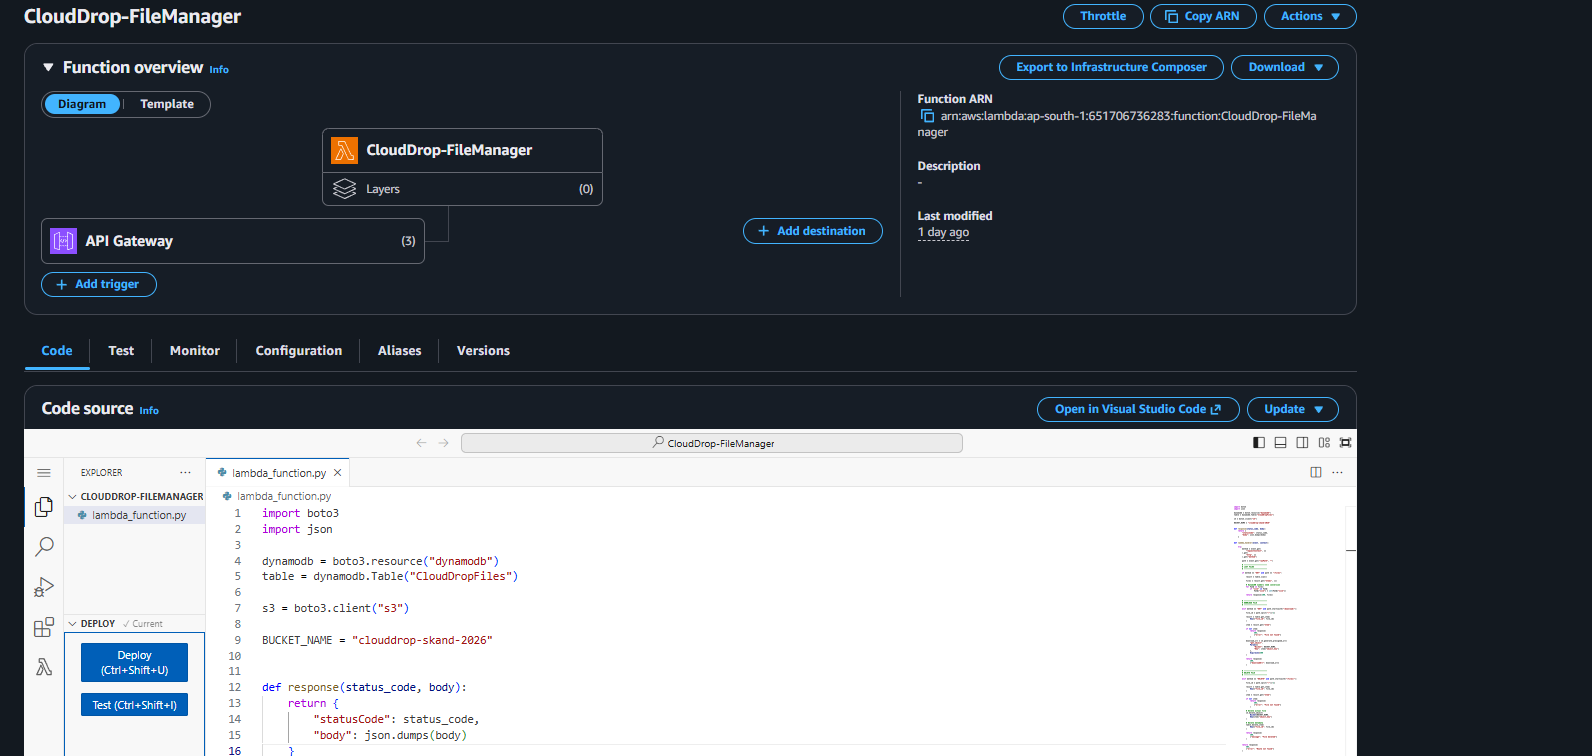 CloudDrop-FileManager
Throttle
Copy ARN
Actions
Function overview Info
Export to Infrastructure Composer
Download
Diagram
Template
CloudDrop-FileManager
Layers
(0)
API Gateway
(3)
Add trigger
Add destination
Function ARN
arn:aws:lambda:ap-south-1:651706736283:function:CloudDrop-FileMa
nager
Description
-
Last modified
1 day ago
Code
Test
Monitor
Configuration
Aliases
Versions
Code source Info
Open in Visual Studio Code
Update
CloudDrop-FileManager
EXPLORER
CLOUDDROP-FILEMANAGER
lambda_function.py
DEPLOY ✓ Current
Deploy
(Ctrl+Shift+U)
Test (Ctrl+Shift+I)
lambda_function.py
lambda_function.py
1 import boto3
2 import json
3
4 dynamodb = boto3.resource("dynamodb")
5 table = dynamodb.Table("CloudDropFiles")
6
7 s3 = boto3.client("s3")
8
9 BUCKET_NAME = "clouddrop-skand-2026"
10
11
12 def response(status_code, body):
13     return {
14         "statusCode": status_code,
15         "body": json.dumps(body)
16     }